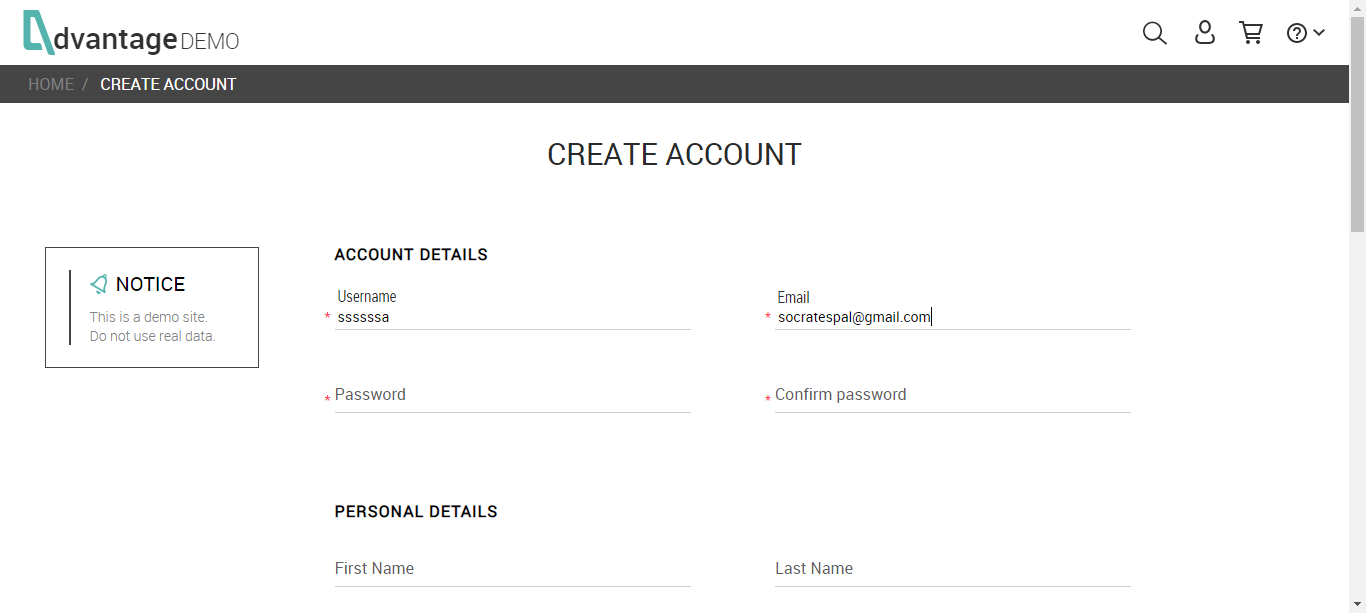 dvantage DEMO
HOME / CREATE ACCOUNT
CREATE ACCOUNT
NOTICE
This is a demo site.
Do not use real data.
ACCOUNT DETAILS
Username
* ssssssa
Email
* socratespal@gmail.com
* Password
* Confirm password
PERSONAL DETAILS
First Name
Last Name